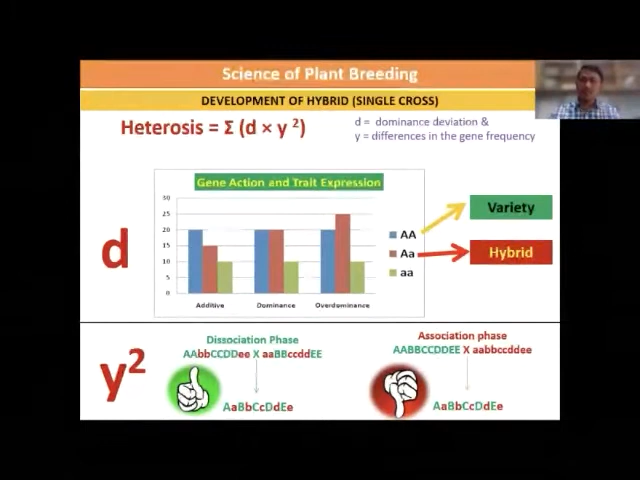 Science of Plant Breeding
DEVELOPMENT OF HYBRID (SINGLE CROSS)
Heterosis = Σ (d × y ²)
d = dominance deviation &
y = differences in the gene frequency
Gene Action and Trait Expression
30
25
20
15
10
5
0
Additive
Dominance
Overdominance
AA
Aa
aa
Variety
Hybrid
d
y²
Dissociation Phase
AAbbCCDDee X aaBBccddEE
AaBbCcDdEe
Association phase
AABBCCDDEE X aabbccddee
AaBbCcDdEe